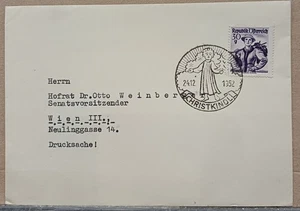 Republik Österreich
24.12. 1952
CHRISTKINDL
Herrn
Hofrat Dr.Otto Weinber
Senatsvorsitzender
Wien III.,
Neulinggasse 14.
Drucksache!